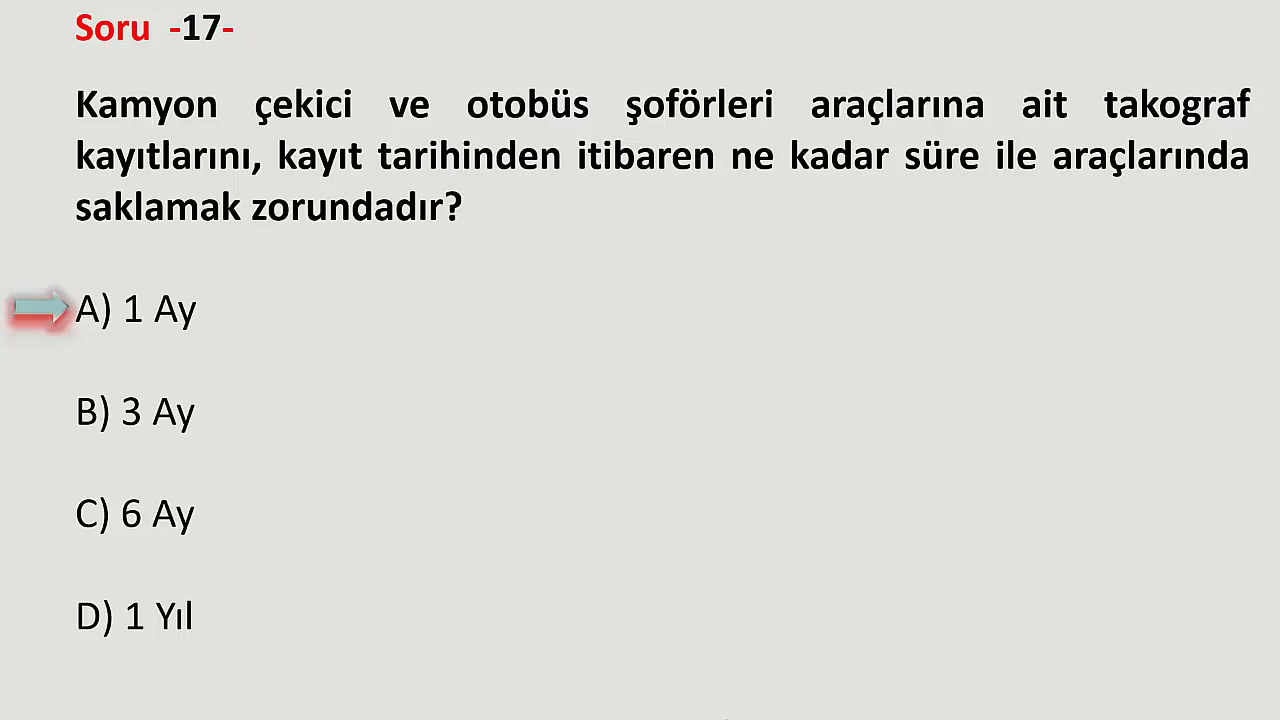 Soru -17-
Kamyon çekici ve otobüs şoförleri araçlarına ait takograf
kayıtlarını, kayıt tarihinden itibaren ne kadar süre ile araçlarında
saklamak zorundadır?
A) 1 Ay
B) 3 Ay
C) 6 Ay
D) 1 Yıl